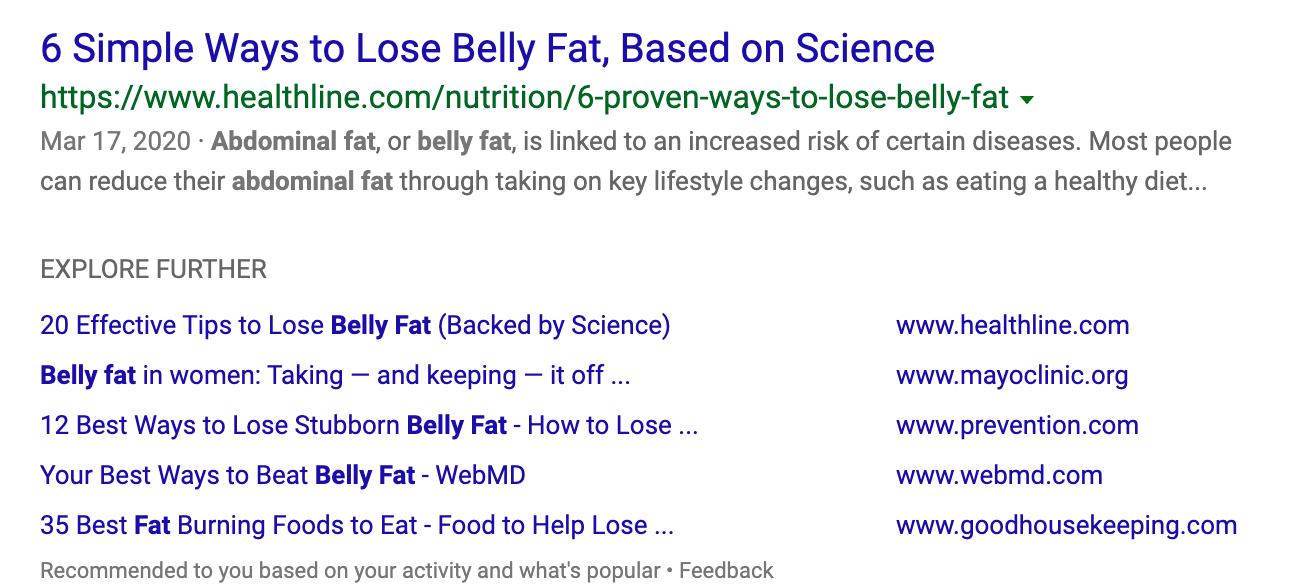 6 Simple Ways to Lose Belly Fat, Based on Science
https://www.healthline.com/nutrition/6-proven-ways-to-lose-belly-fat
Mar 17, 2020 · Abdominal fat, or belly fat, is linked to an increased risk of certain diseases. Most people
can reduce their abdominal fat through taking on key lifestyle changes, such as eating a healthy diet...
EXPLORE FURTHER
20 Effective Tips to Lose Belly Fat (Backed by Science) www.healthline.com
Belly fat in women: Taking — and keeping — it off ... www.mayoclinic.org
12 Best Ways to Lose Stubborn Belly Fat - How to Lose ... www.prevention.com
Your Best Ways to Beat Belly Fat - WebMD www.webmd.com
35 Best Fat Burning Foods to Eat - Food to Help Lose ... www.goodhousekeeping.com
Recommended to you based on your activity and what's popular • Feedback